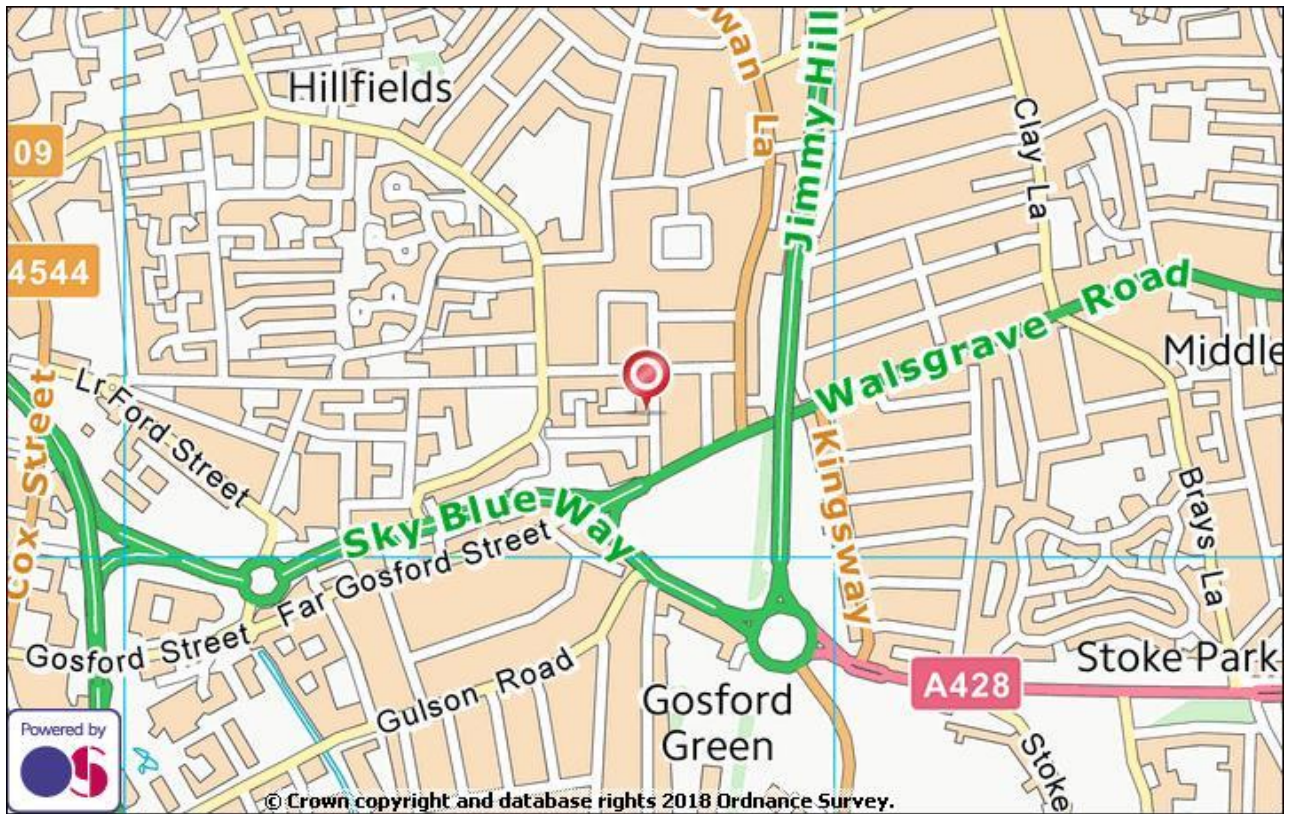 Swan La
Jimmy Hill
Hillfields
Clay La
09
4544
Walsgrave Road
Middle
Lr Ford Street
Cox Street
Kingsway
Sky Blue Way
Brays La
Far Gosford Street
Gosford Street
Stoke Park
A428
Gulson Road
Gosford
Green
Stoke
Powered by
OS
© Crown copyright and database rights 2018 Ordnance Survey.